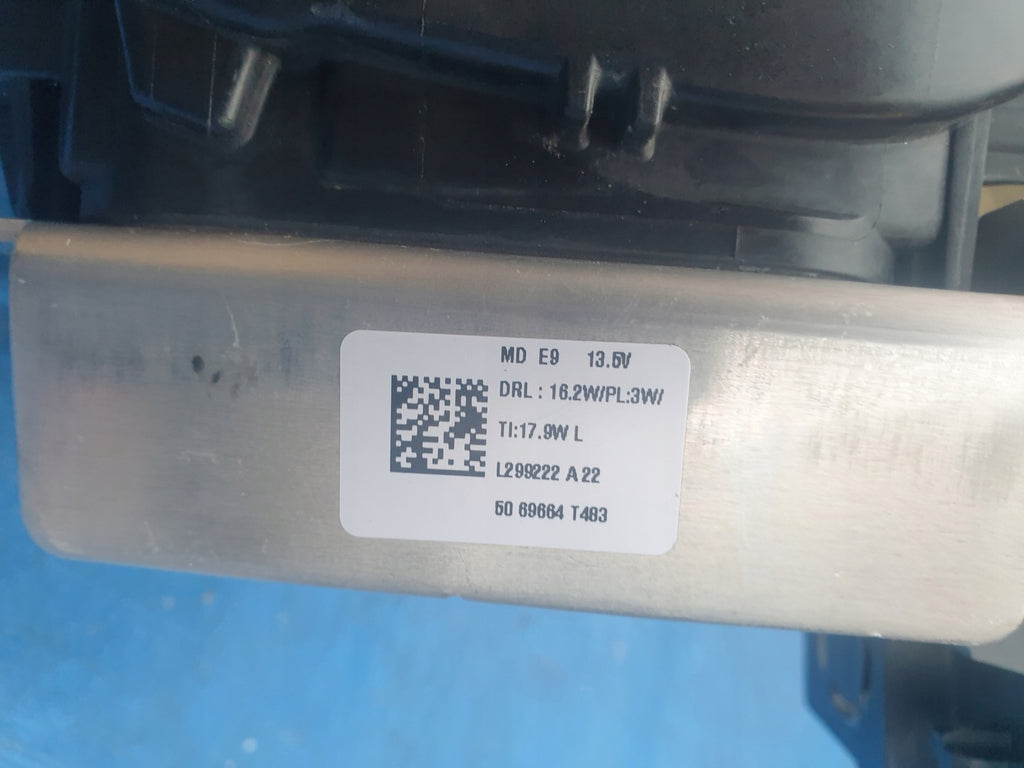 MD E9 13.5V
DRL : 16.2W/PL:3W/
TI:17.9W L
L299222 A 22
50 69664 T483